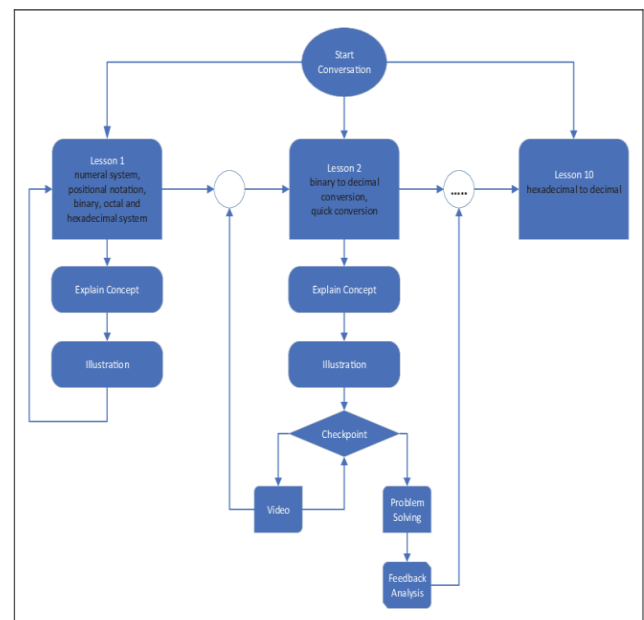 Start
Conversation
Lesson 1
numeral system,
positional notation,
binary, octal and
hexadecimal system
Lesson 2
binary to decimal
conversion,
quick conversion
.....
Lesson 10
hexadecimal to decimal
Explain Concept
Explain Concept
Illustration
Illustration
Checkpoint
Video
Problem
Solving
Feedback
Analysis